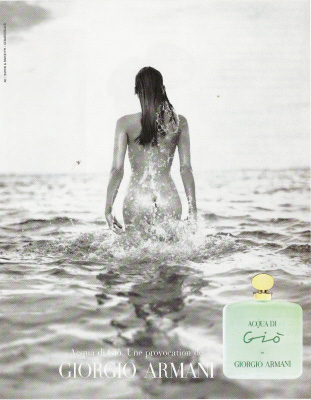 Acqua di Giò. Une provocation de
GIORGIO ARMANI
ACQUA DI
Giò
GIORGIO ARMANI